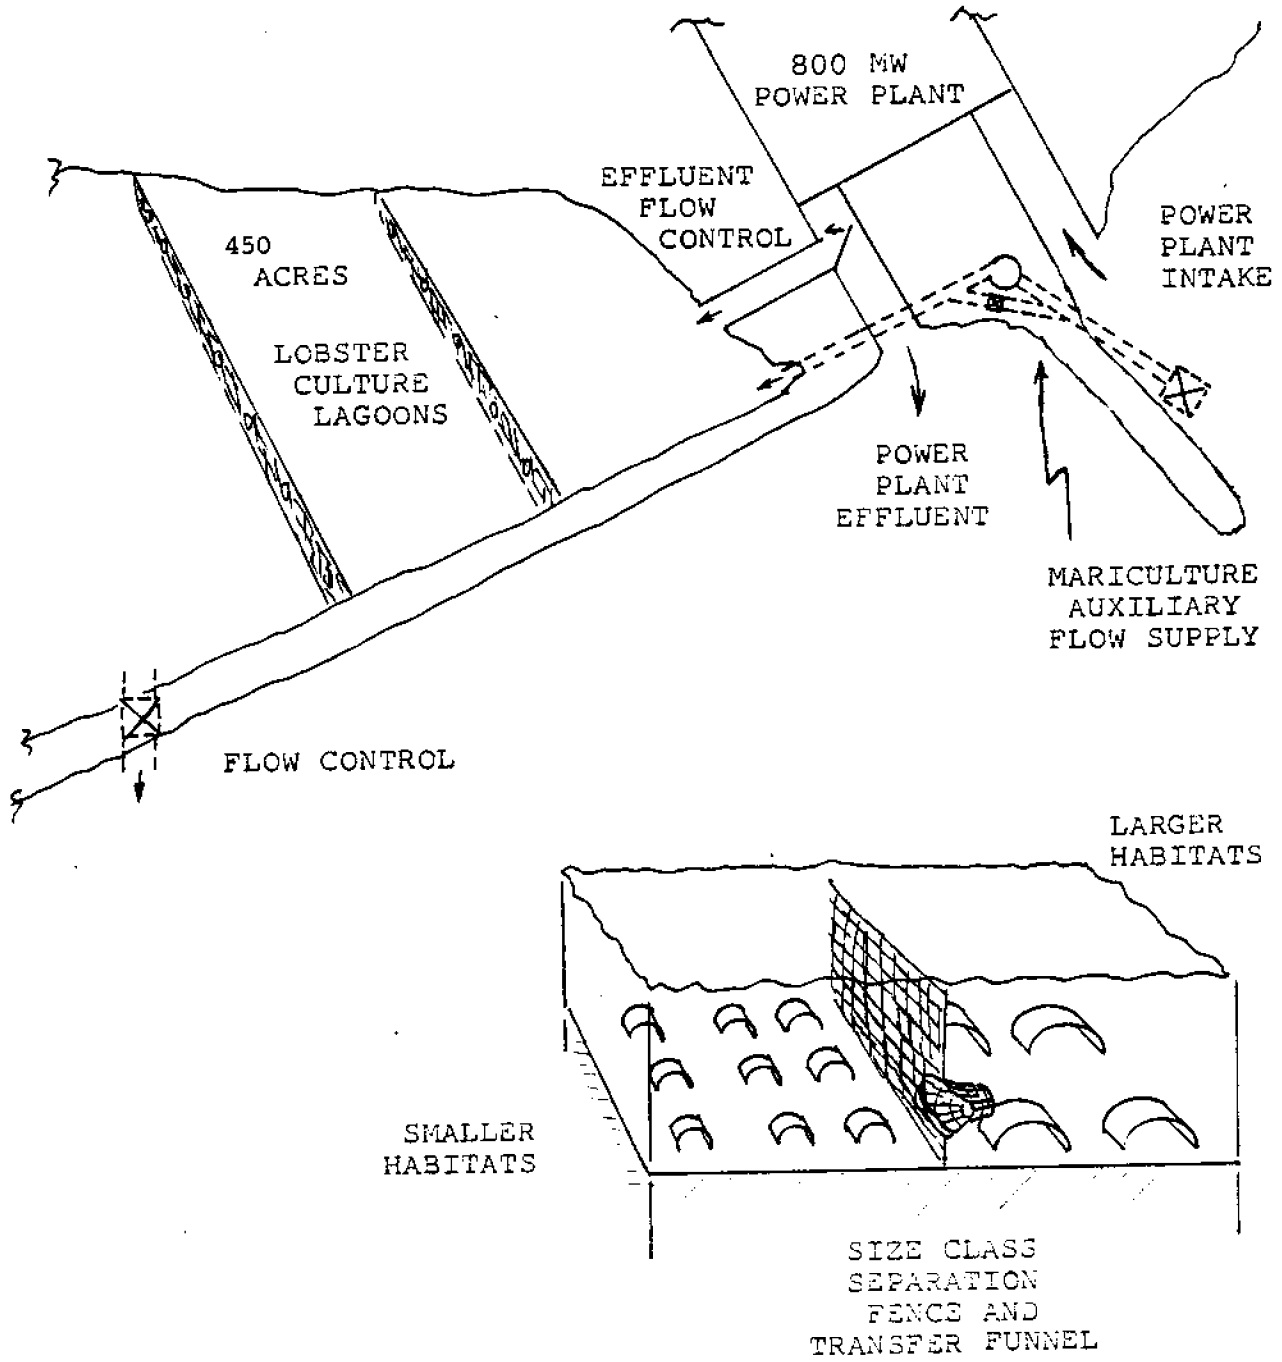 800 MW
POWER PLANT
EFFLUENT
FLOW
CONTROL
POWER
PLANT
INTAKE
450
ACRES
LOBSTER
CULTURE
LAGOONS
POWER
PLANT
EFFLUENT
MARICULTURE
AUXILIARY
FLOW SUPPLY
FLOW CONTROL
LARGER
HABITATS
SMALLER
HABITATS
SIZE CLASS
SEPARATION
FENCE AND
TRANSFER FUNNEL